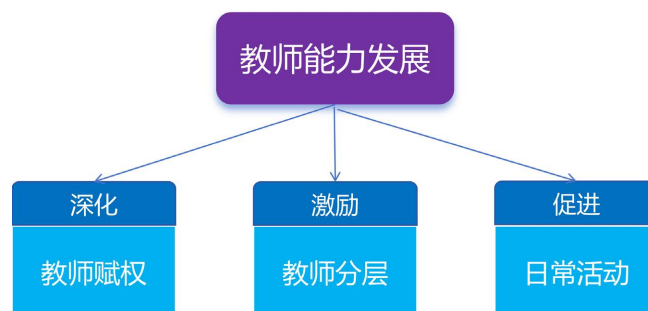 教师能力发展
深化
激励
促进
教师赋权
教师分层
日常活动